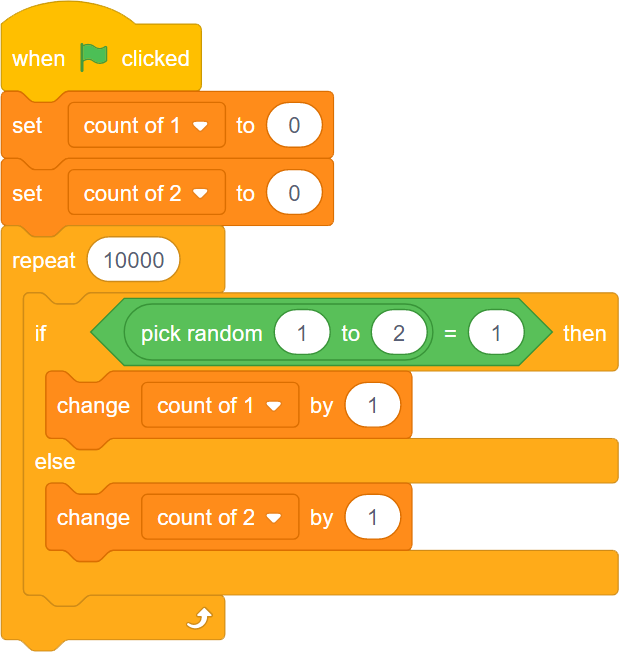 when clicked
set count of 1 to 0
set count of 2 to 0
repeat 10000
if pick random 1 to 2 = 1 then
change count of 1 by 1
else
change count of 2 by 1